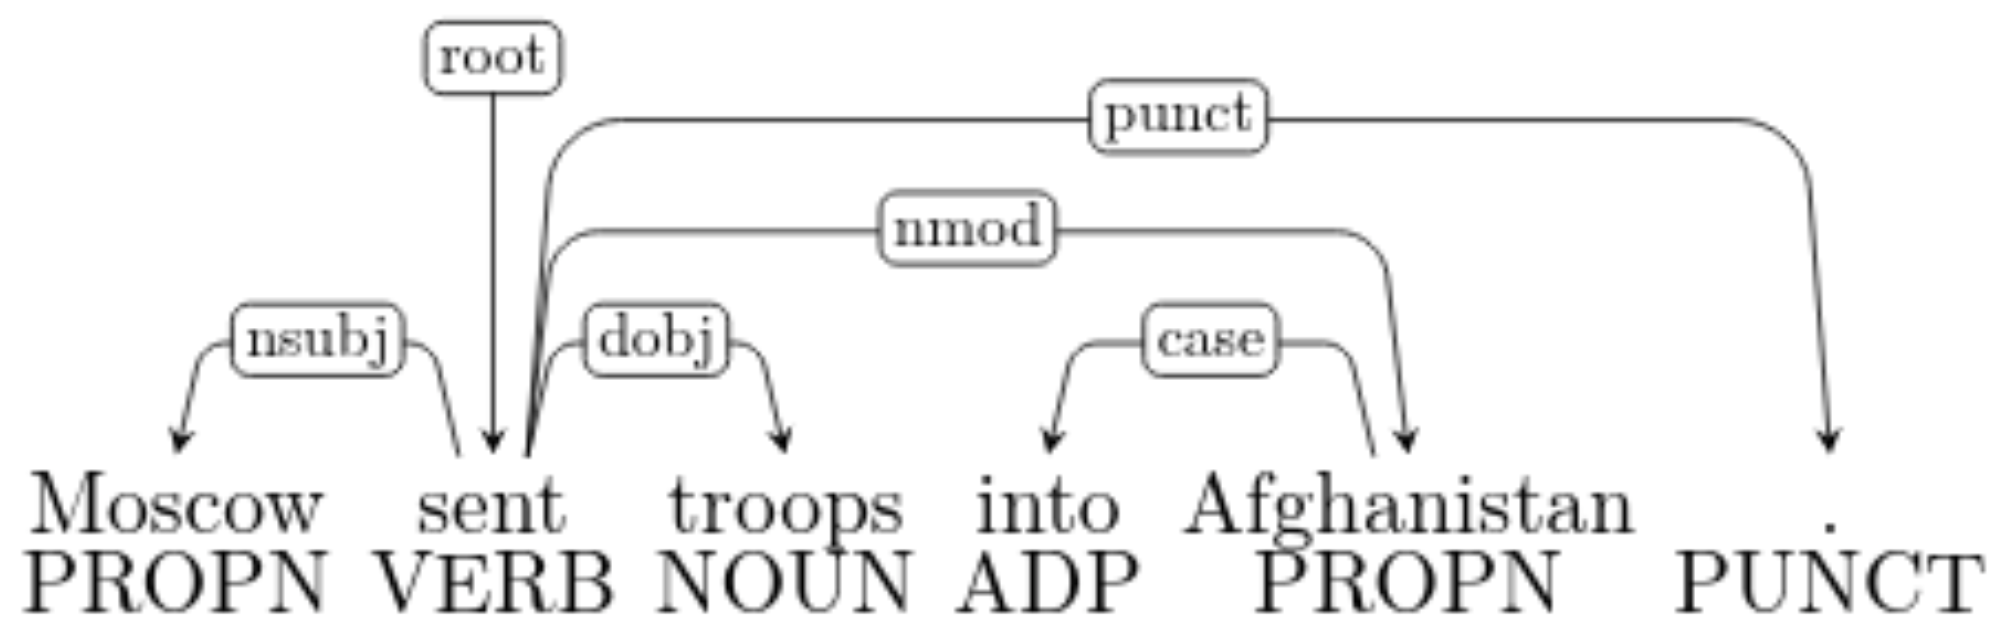 root
punct
nmod
nsubj dobj case
Moscow sent troops into Afghanistan .
PROPN VERB NOUN ADP PROPN PUNCT